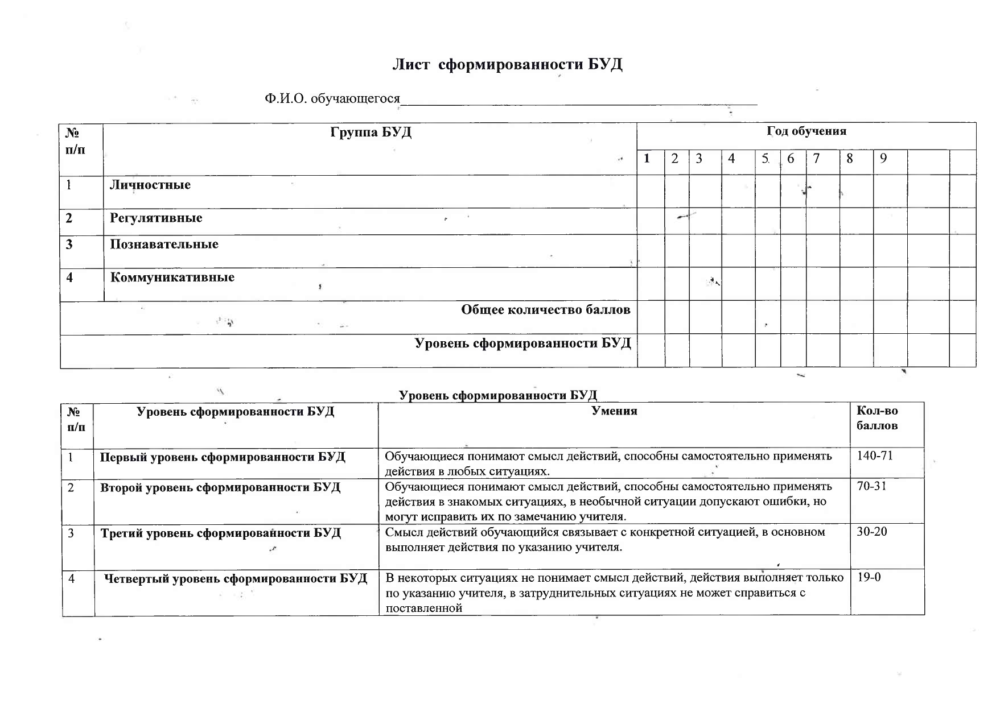 Лист сформированности БУД
Ф.И.О. обучающегося
№ п/п Группа БУД Год обучения
1 2 3 4 5 6 7 8 9
1 Личностные
2 Регулятивные
3 Познавательные
4 Коммуникативные
Общее количество баллов
Уровень сформированности БУД
Уровень сформированности БУД
№ Уровень сформированности БУД Умения Кол-во
п/п баллов
1 Первый уровень сформированности БУД Обучающиеся понимают смысл действий, способны самостоятельно применять 140-71
действия в любых ситуациях.
2 Второй уровень сформированности БУД Обучающиеся понимают смысл действий, способны самостоятельно применять 70-31
действия в знакомых ситуациях, в необычной ситуации допускают ошибки, но
могут исправить их по замечанию учителя.
3 Третий уровень сформированности БУД Смысл действий обучающийся связывает с конкретной ситуацией, в основном 30-20
выполняет действия по указанию учителя.
4 Четвертый уровень сформированности БУД В некоторых ситуациях не понимает смысл действий, действия выполняет только 19-0
по указанию учителя, в затруднительных ситуациях не может справиться с
поставленной